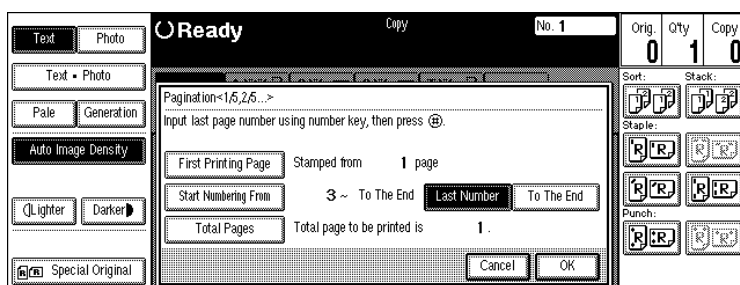 Text Photo
Ready
Copy
No. 1
Orig. Q'ty Copy
0 1 0
Text • Photo
Sort: Stack:
Pale Generation
Pagination<1/5,2/5...>
Input last page number using number key, then press (#).
Staple:
Auto Image Density
First Printing Page Stamped from 1 page
Start Numbering From 3 ~ To The End Last Number To The End
Lighter Darker
Total Pages Total page to be printed is 1 .
Punch:
Cancel OK
Special Original